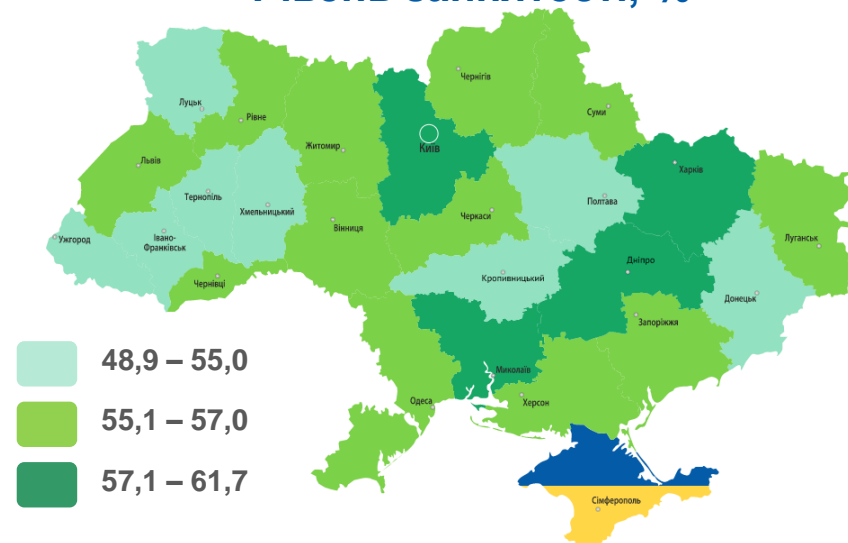 Рівень зайнятості, %
Чернігів
Луцьк
Суми
Рівне
Житомир
Київ
Львів
Харків
Тернопіль
Хмельницький
Полтава
Черкаси
Вінниця
Івано-
Франківськ
Ужгород
Луганськ
Дніпро
Кропивницький
Чернівці
Донецьк
Запоріжжя
48,9 – 55,0
Миколаїв
Одеса
Херсон
55,1 – 57,0
57,1 – 61,7
Сімферополь